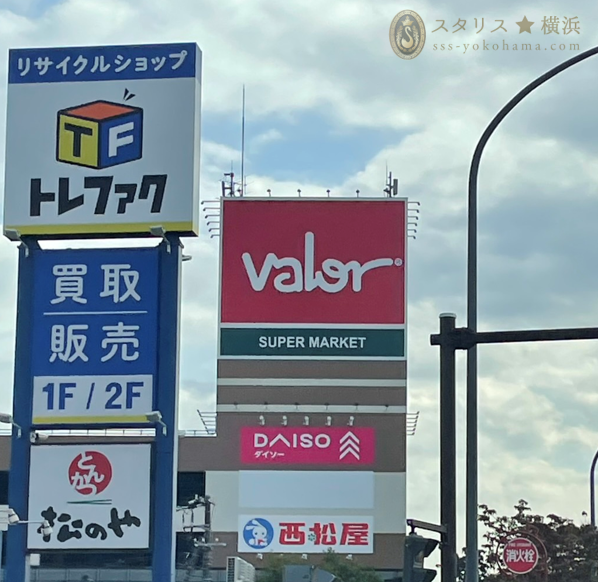 スタリス★横浜
sss-yokohama.com
リサイクルショップ
TF
トレファク
買取
販売
1F / 2F
とんかつ
松のや
valor®
SUPER MARKET
DAISO
ダイソー
西松屋
消火栓